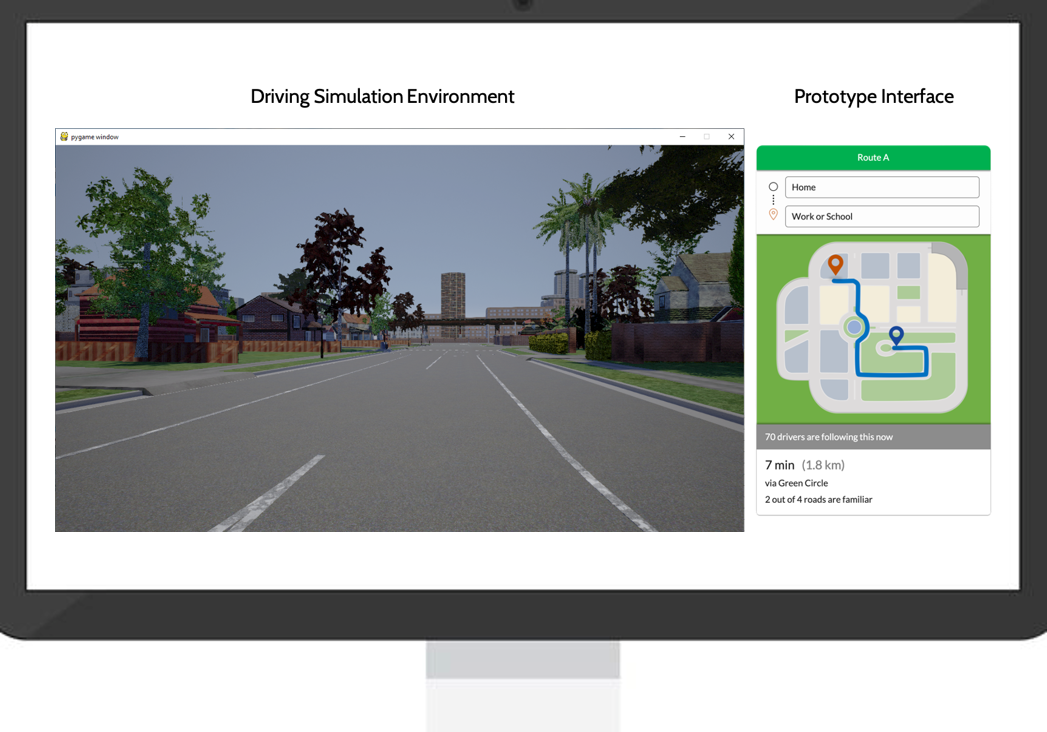 Driving Simulation Environment
Prototype Interface
pygame window
Route A
Home
Work or School
70 drivers are following this now
7 min (1.8 km)
via Green Circle
2 out of 4 roads are familiar